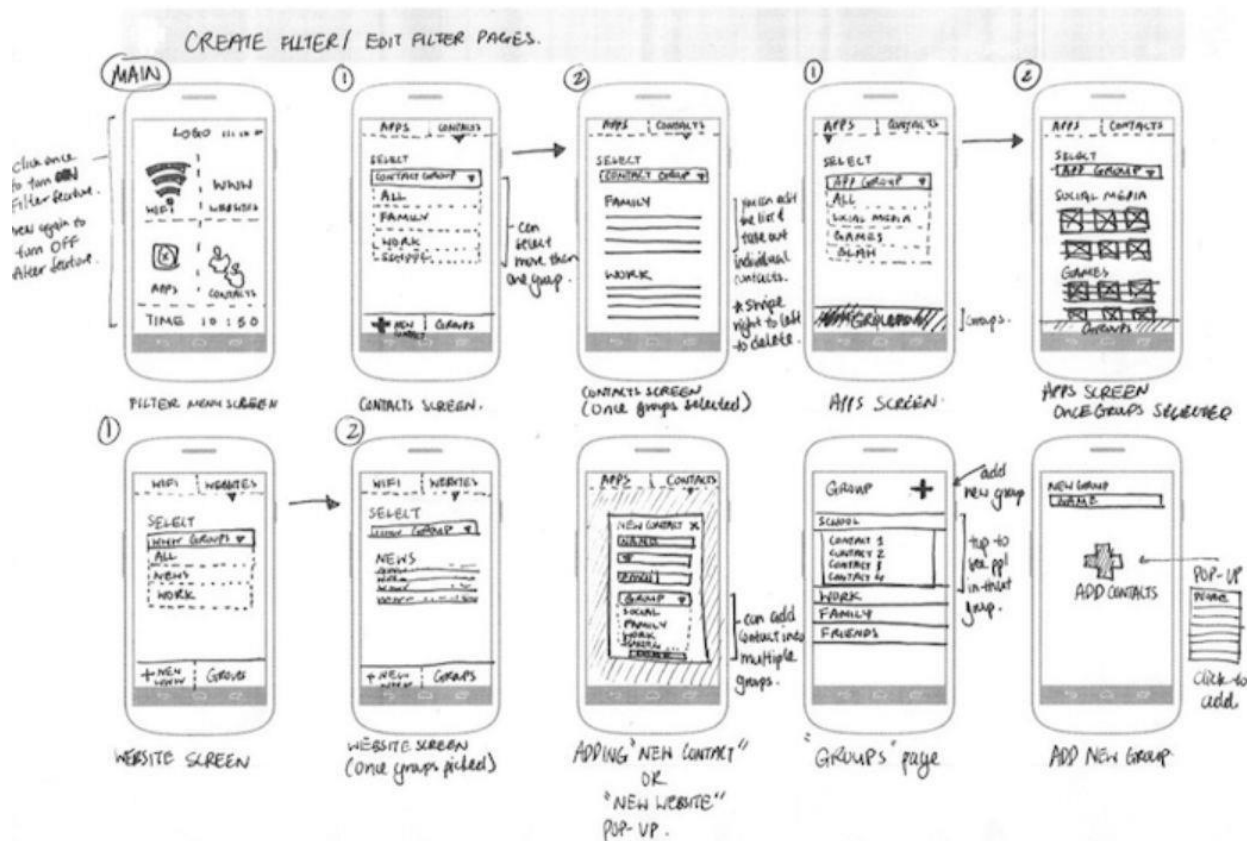 CREATE FILTER/ EDIT FILTER PAGES.
MAIN
click once
to turn ON
Filter feature.
again to
turn OFF
filter feature.
LOGO
WIFI
WWW
WEBSITES
APPS
CONTACTS
TIME 10:50
FILTER MENU SCREEN
1
APPS CONTACTS
SELECT
CONTACT GROUP
ALL
FAMILY
WORK
+ NEW CONTACT GROUPS
can
select
more than
one group.
CONTACTS SCREEN.
2
APPS CONTACTS
SELECT
CONTACT GROUP
FAMILY
WORK
you can edit
the list &
take out
individual
contacts.
* swipe
right to left
to delete.
CONTACTS SCREEN
(once groups selected)
1
APPS CONTACTS
SELECT
APP GROUP
ALL
SOCIAL MEDIA
GAMES
BLAH
Groups.
APPS SCREEN.
2
APPS CONTACTS
SELECT
APP GROUP
SOCIAL MEDIA
GAMES
GROUPS
APPS SCREEN
ONCE GROUPS SELECTED
1
WIFI WEBSITES
SELECT
WWW GROUPS
ALL
NEWS
WORK
+ NEW WWW GROUPS
WEBSITE SCREEN
2
WIFI WEBSITES
SELECT
WWW GROUP
NEWS
+ NEW WWW GROUPS
WEBSITE SCREEN
(once groups picked)
APPS CONTACTS
NEW CONTACT X
NAME
EMAIL
GROUP
SOCIAL
FAMILY
WORK
can add
contact into
multiple
groups.
ADDING "NEW CONTACT"
OR
"NEW WEBSITE"
POP-UP.
GROUP +
add
new group
SCHOOL
CONTACT 1
CONTACT 2
CONTACT 3
CONTACT 4
WORK
FAMILY
FRIENDS
tap to
see ppl
in that
group.
"GROUPS" page
NEW GROUP
NAME
ADD CONTACTS
POP-UP
click to
add
ADD NEW GROUP